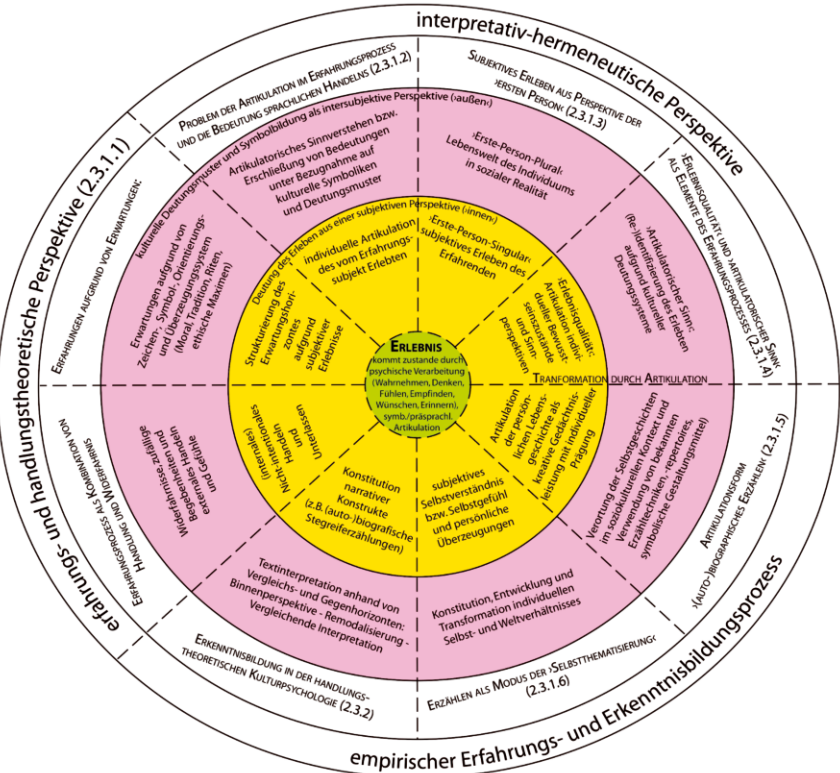 interpretativ-hermeneutische Perspektive
erfahrungs- und handlungstheoretische Perspektive (2.3.1.1)
empirischer Erfahrungs- und Erkenntnisbildungsprozess
PROBLEM DER ARTIKULATION IM ERFAHRUNGSPROZESS
UND DIE BEDEUTUNG SPRACHLICHEN HANDELNS (2.3.1.2)
SUBJEKTIVES ERLEBEN AUS PERSPEKTIVE DER
›ERSTEN PERSON‹ (2.3.1.3)
›ERLEBNISQUALITÄT‹ UND ›ARTIKULATORISCHER SINN‹
ALS ELEMENTE DES ERFAHRUNGSPROZESSES (2.3.1.4)
ARTIKULATIONSFORM
›(AUTO-)BIOGRAPHISCHES ERZÄHLEN‹ (2.3.1.5)
ERZÄHLEN ALS MODUS DER ›SELBSTTHEMATISIERUNG‹
(2.3.1.6)
ERKENNTNISBILDUNG IN DER HANDLUNGS-
THEORETISCHEN KULTURPSYCHOLOGIE (2.3.2)
ERFAHRUNGSPROZESS ALS KOMBINATION VON
HANDLUNG UND WIDERFAHRNIS
ERFAHRUNGEN AUFGRUND VON ERWARTUNGEN:
kulturelle Deutungsmuster und Symbolbildung als intersubjektive Perspektive (›außen‹)
Artikulatorisches Sinnverstehen bzw.
Erschließung von Bedeutungen
unter Bezugnahme auf
kulturelle Symboliken
und Deutungsmuster
›Erste-Person-Plural‹
Lebenswelt des Individuums
in sozialer Realität
›Artikulatorischer Sinn‹:
(Re-)Identifizierung des Erlebten
aufgrund kultureller
Deutungssysteme
Verortung der Selbstgeschichten
im soziokulturellen Kontext und
Verwendung von bekannten
Erzähltechniken, -repertoires,
symbolische Gestaltungsmittel)
Konstitution, Entwicklung und
Transformation individuellen
Selbst- und Weltverhältnisses
Textinterpretation anhand von
Vergleichs- und Gegenhorizonten:
Binnenperspektive - Remodalisierung -
Vergleichende Interpretation
Widerfahrnisse, zufällige
Begebenheiten und
externales Handeln
und Gefühle
Erwartungen aufgrund von
Zeichen-, Symbol-, Orientierungs-
und Überzeugungssystem
(Moral, Tradition, Riten,
ethische Maximen)
Deutung des Erleben aus einer subjektiven Perspektive (›innen‹)
individuelle Artikulation
des vom Erfahrungs-
subjekt Erlebten
›Erste-Person-Singular‹
subjektives Erleben des
Erfahrenden
›Erlebnisqualität‹:
Artikulation indivi-
dueller Bewusst-
seinszustände
und Sinn-
perspektiven
TRANFORMATION DURCH ARTIKULATION
Artikulation
der persön-
lichen Lebens-
geschichte als
kreative Gedächtnis-
leistung mit individueller
Prägung
subjektives
Selbstverständnis
bzw. Selbstgefühl
und persönliche
Überzeugungen
Konstitution
narrativer
Konstrukte
(z.B. (auto-)biografische
Stegreiferzählungen)
Nicht-intentionales
(internales)
Handeln
und
Unterlassen
Strukturierung des
Erwartungshori-
zontes
aufgrund
subjektiver
Erlebnisse
ERLEBNIS
kommt zustande durch
psychische Verarbeitung
(Wahrnehmen, Denken,
Fühlen, Empfinden,
Wünschen, Erinnern),
symb./präsprachl.
Artikulation